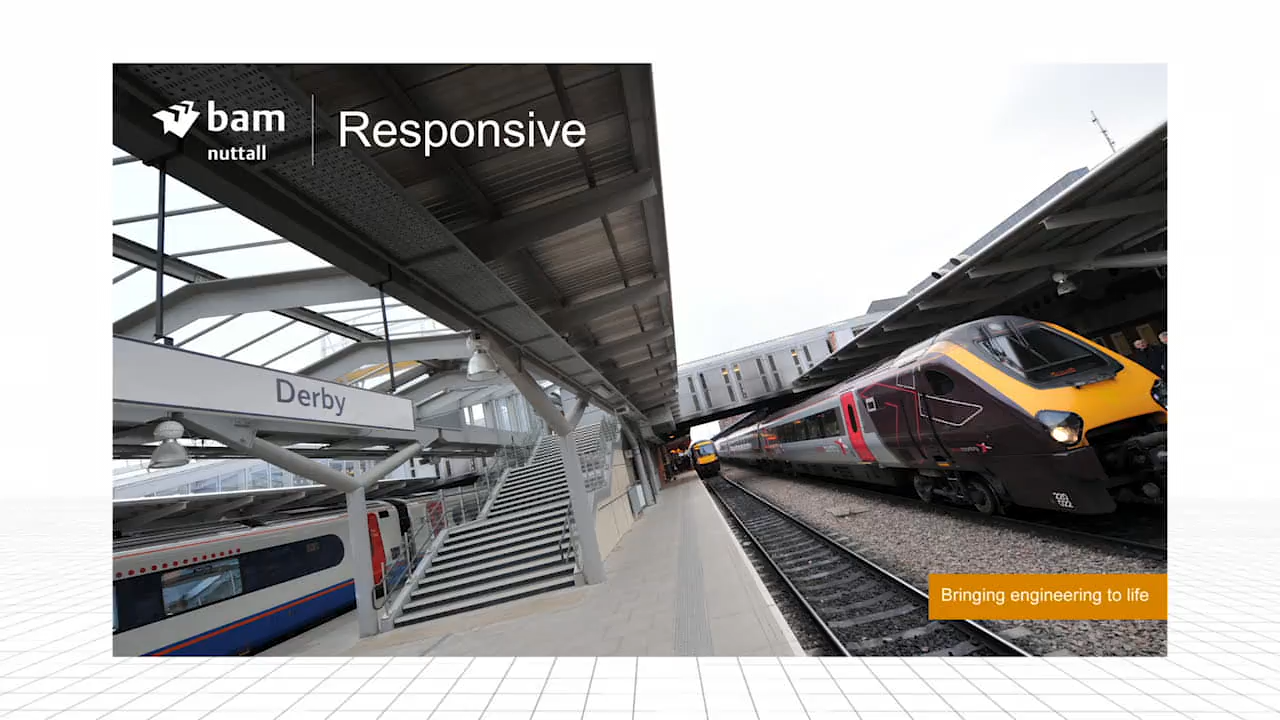 bam
nuttall
Responsive
Derby
Bringing engineering to life